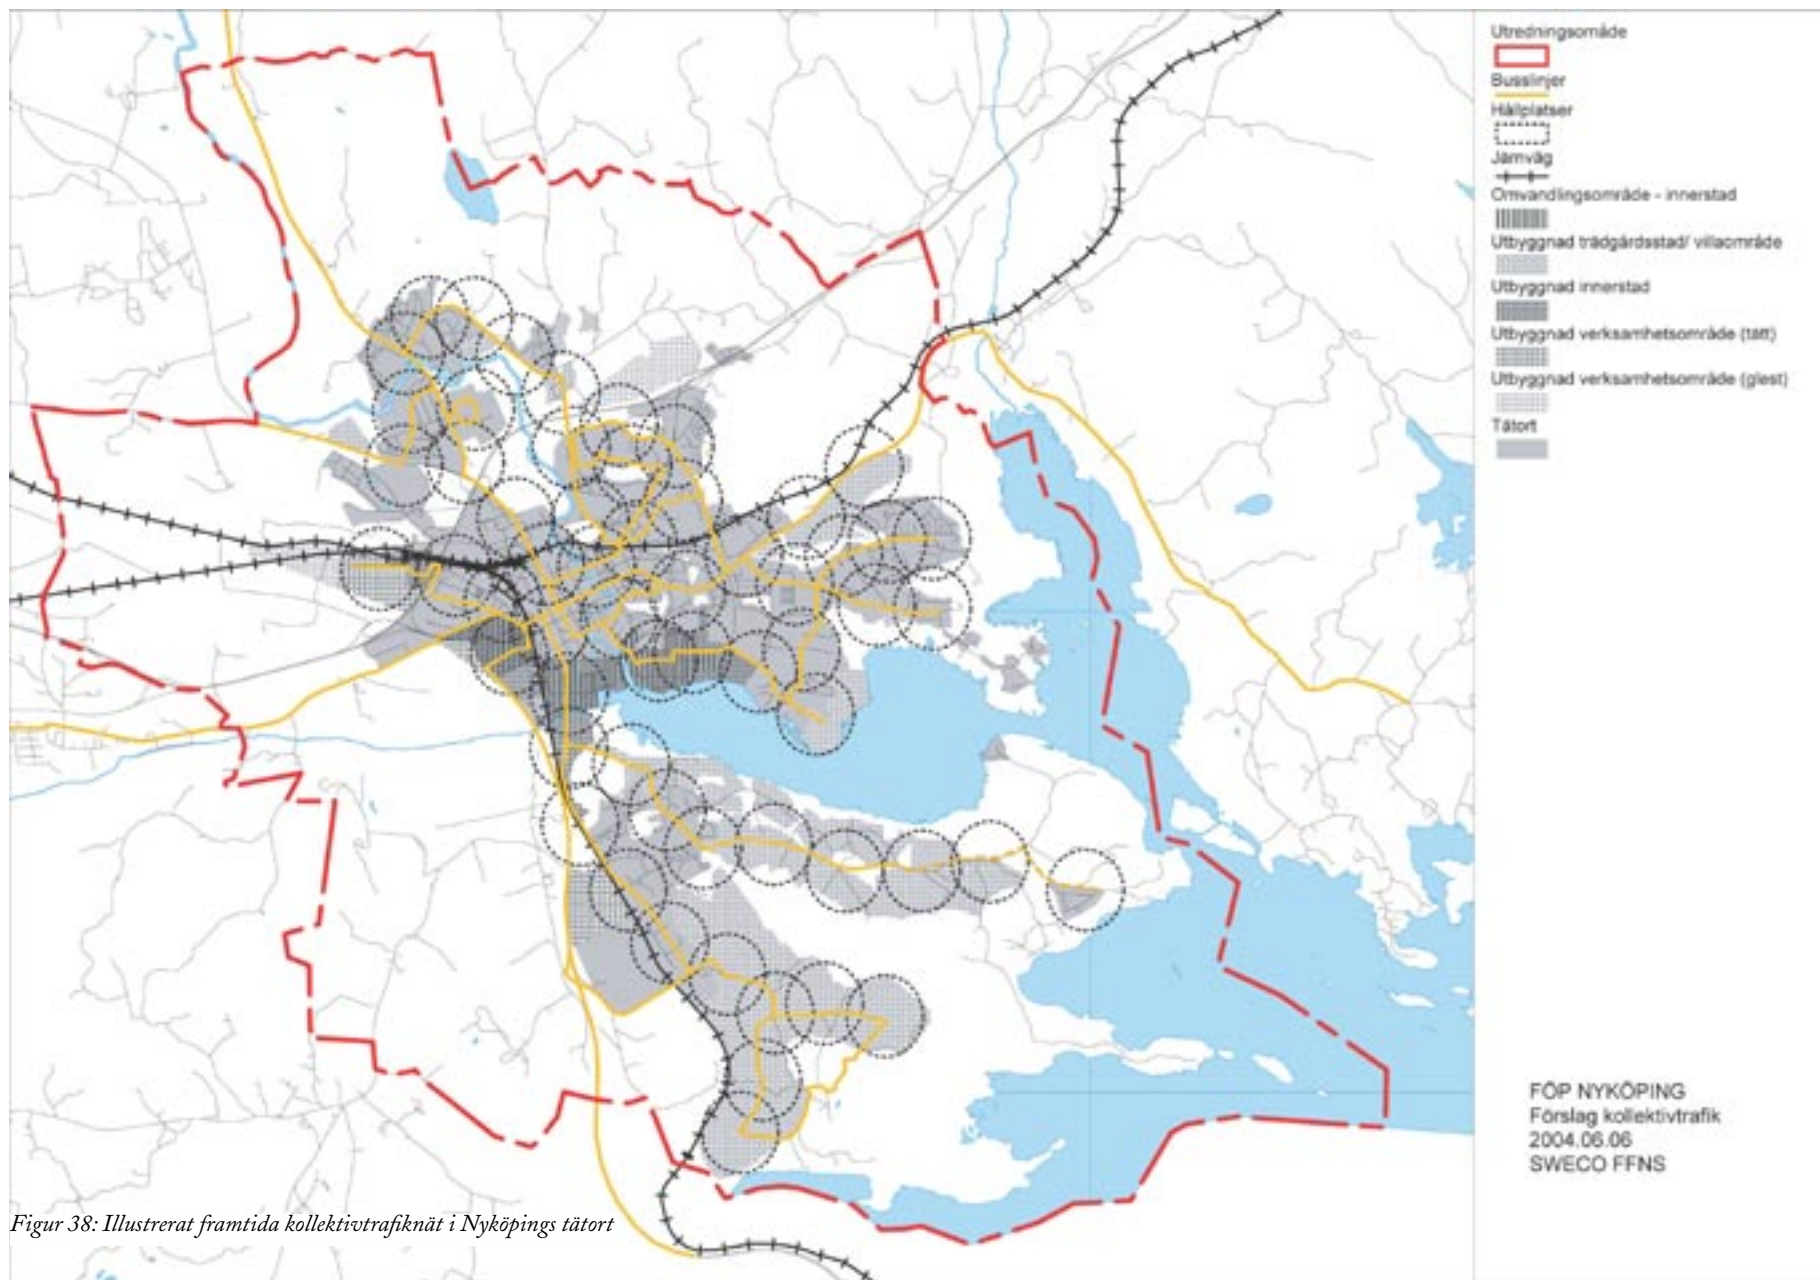 Utredningsområde
Busslinjer
Hållplatser
Järnväg
Omvandlingsområde - innerstad
Utbyggnad trädgårdsstad/ villaområde
Utbyggnad innerstad
Utbyggnad verksamhetsområde (tätt)
Utbyggnad verksamhetsområde (glest)
Tätort
FÖP NYKÖPING
Förslag kollektivtrafik
2004.06.06
SWECO FFNS
Figur 38: Illustrerat framtida kollektivtrafiknät i Nyköpings tätort